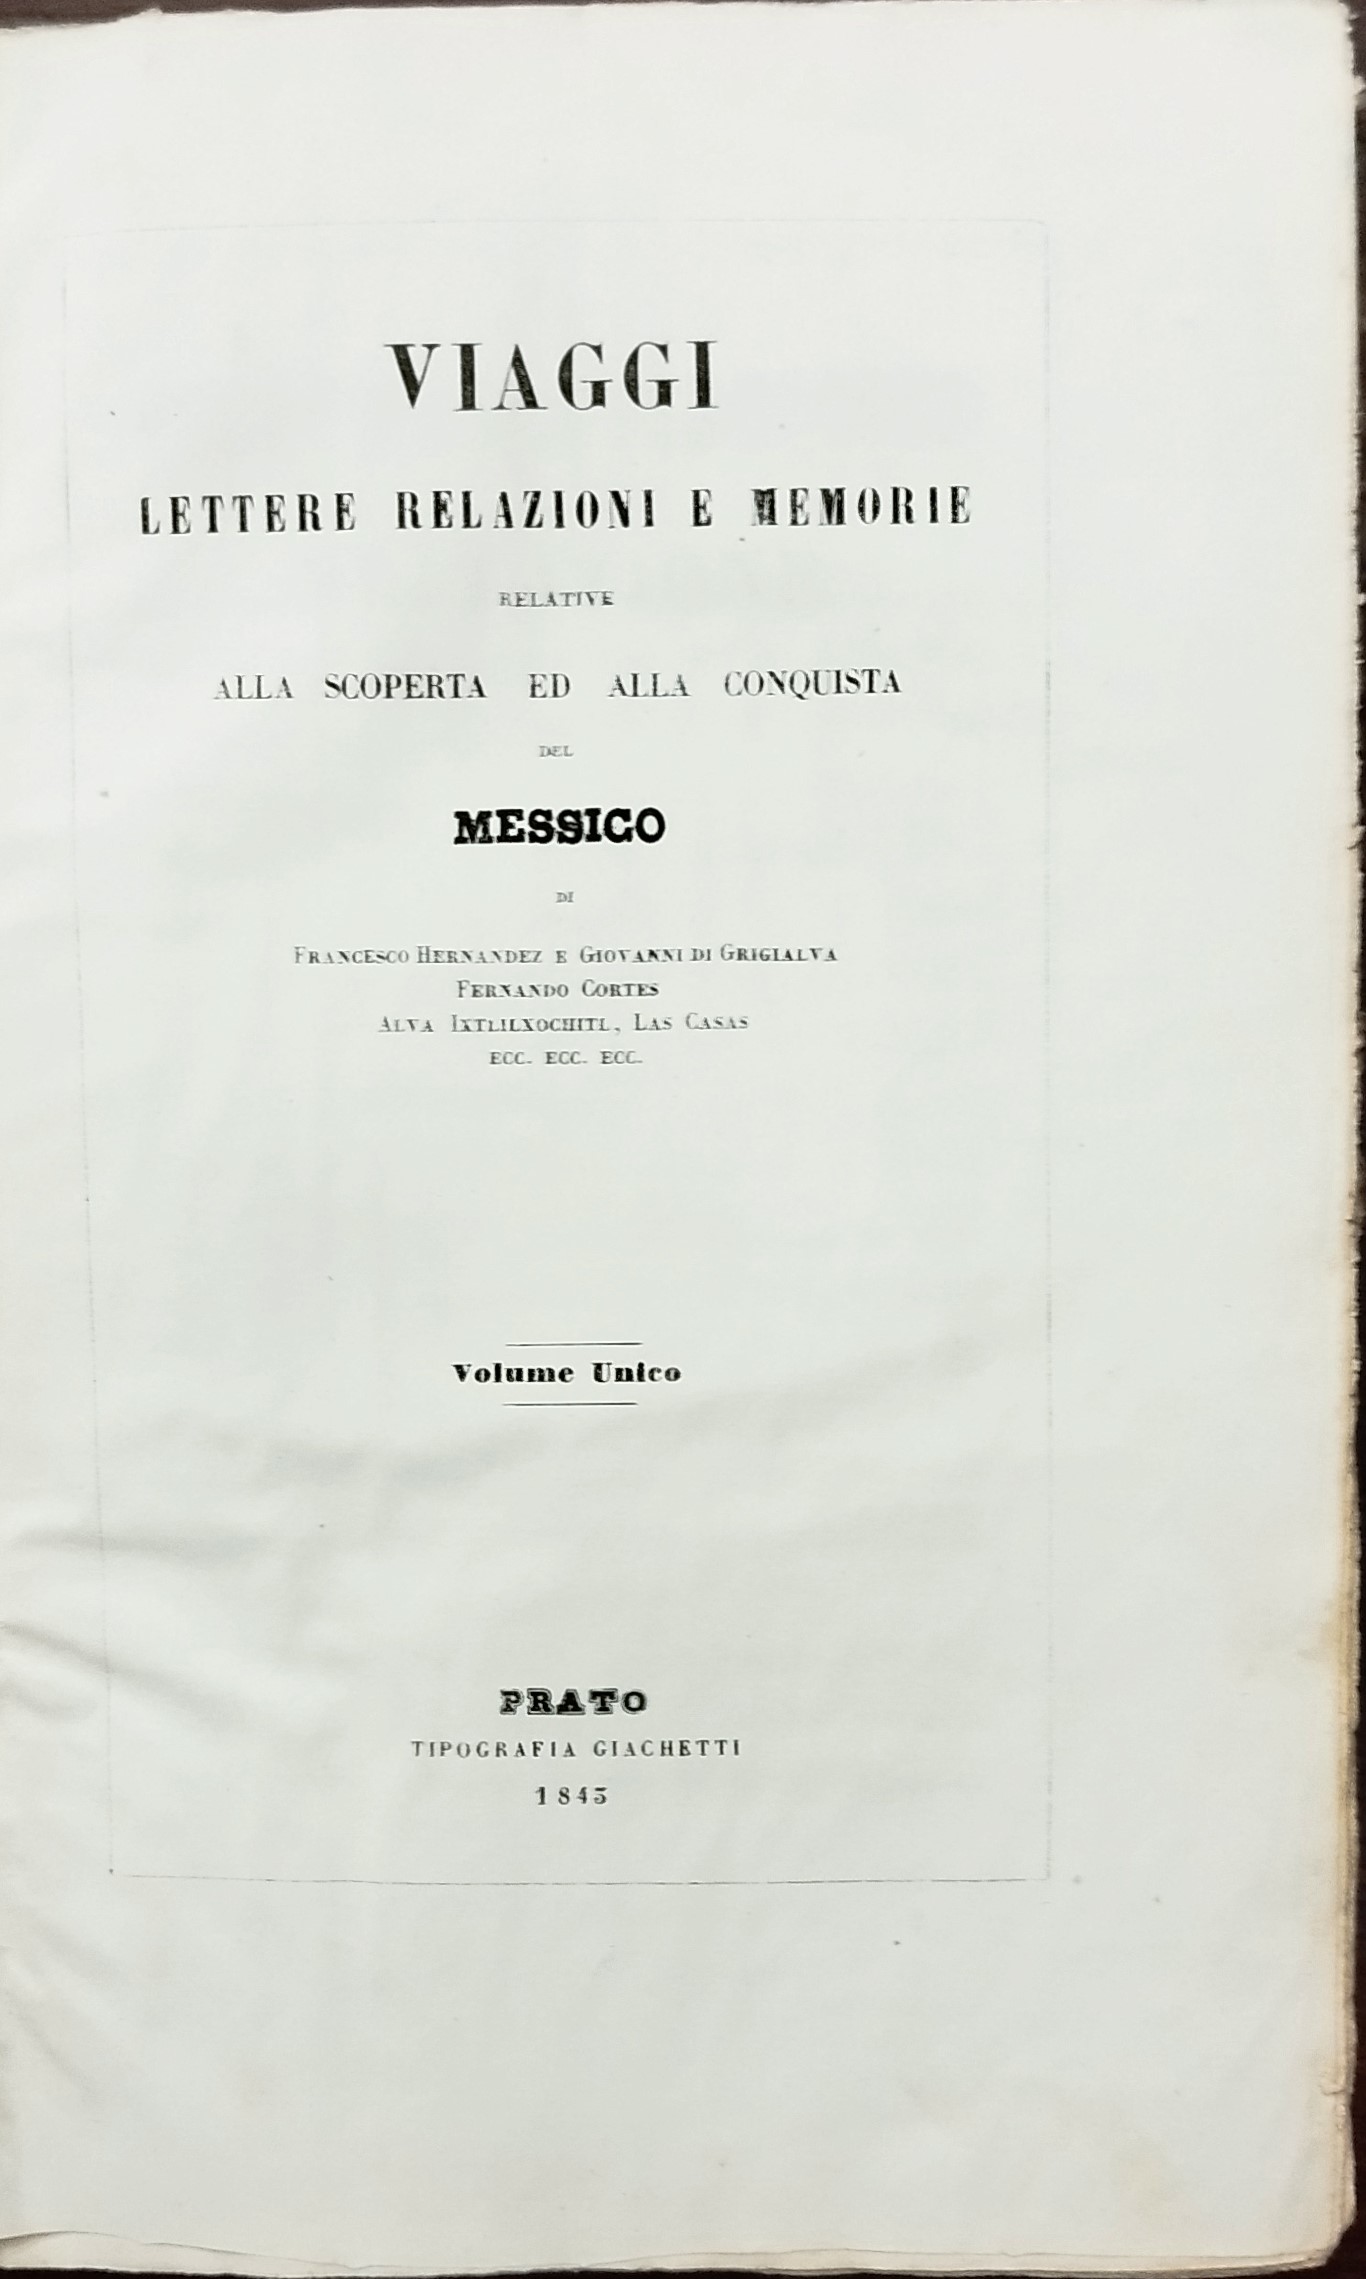 VIAGGI
LETTERE RELAZIONI E MEMORIE
RELATIVE
ALLA SCOPERTA ED ALLA CONQUISTA
DEL
MESSICO
DI
FRANCESCO HERNANDEZ E GIOVANNI DI GRIGIALVA
FERNANDO CORTES
ALVA IXTLILXOCHITL, LAS CASAS
ECC. ECC. ECC.
Volume Unico
PRATO
TIPOGRAFIA GIACHETTI
1843